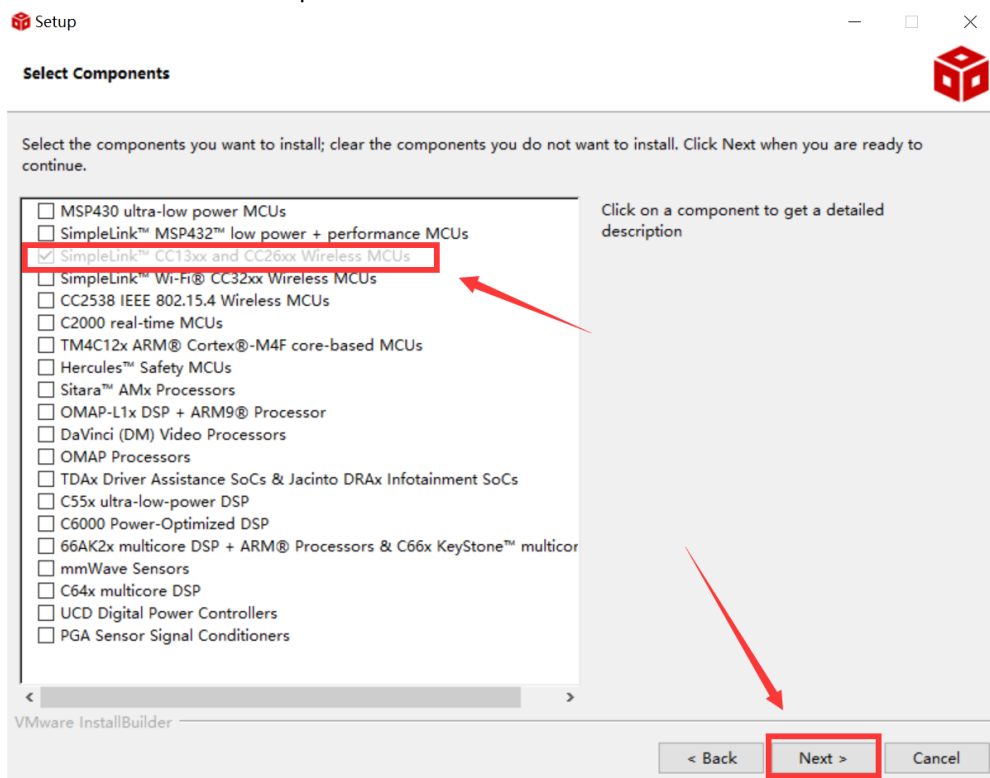 Setup
Select Components
Select the components you want to install; clear the components you do not want to install. Click Next when you are ready to
continue.
MSP430 ultra-low power MCUs
SimpleLink™ MSP432™ low power + performance MCUs
SimpleLink™ CC13xx and CC26xx Wireless MCUs
SimpleLink™ Wi-Fi® CC32xx Wireless MCUs
CC2538 IEEE 802.15.4 Wireless MCUs
C2000 real-time MCUs
TM4C12x ARM® Cortex®-M4F core-based MCUs
Hercules™ Safety MCUs
Sitara™ AMx Processors
OMAP-L1x DSP + ARM9® Processor
DaVinci (DM) Video Processors
OMAP Processors
TDAx Driver Assistance SoCs & Jacinto DRAx Infotainment SoCs
C55x ultra-low-power DSP
C6000 Power-Optimized DSP
66AK2x multicore DSP + ARM® Processors & C66x KeyStone™ multicor
mmWave Sensors
C64x multicore DSP
UCD Digital Power Controllers
PGA Sensor Signal Conditioners
Click on a component to get a detailed
description
VMware InstallBuilder
< Back
Next >
Cancel